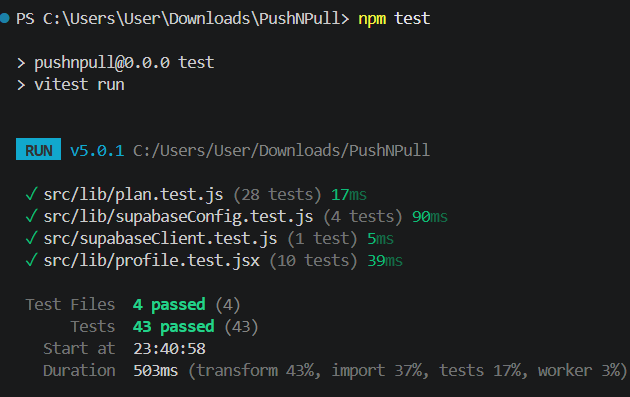 PS C:\Users\User\Downloads\PushNPull> npm test
> pushnpull@0.0.0 test
> vitest run
RUN v5.0.1 C:/Users/User/Downloads/PushNPull
✓ src/lib/plan.test.js (28 tests) 17ms
✓ src/lib/supabaseConfig.test.js (4 tests) 90ms
✓ src/supabaseClient.test.js (1 test) 5ms
✓ src/lib/profile.test.jsx (10 tests) 39ms
Test Files 4 passed (4)
Tests 43 passed (43)
Start at 23:40:58
Duration 503ms (transform 43%, import 37%, tests 17%, worker 3%)